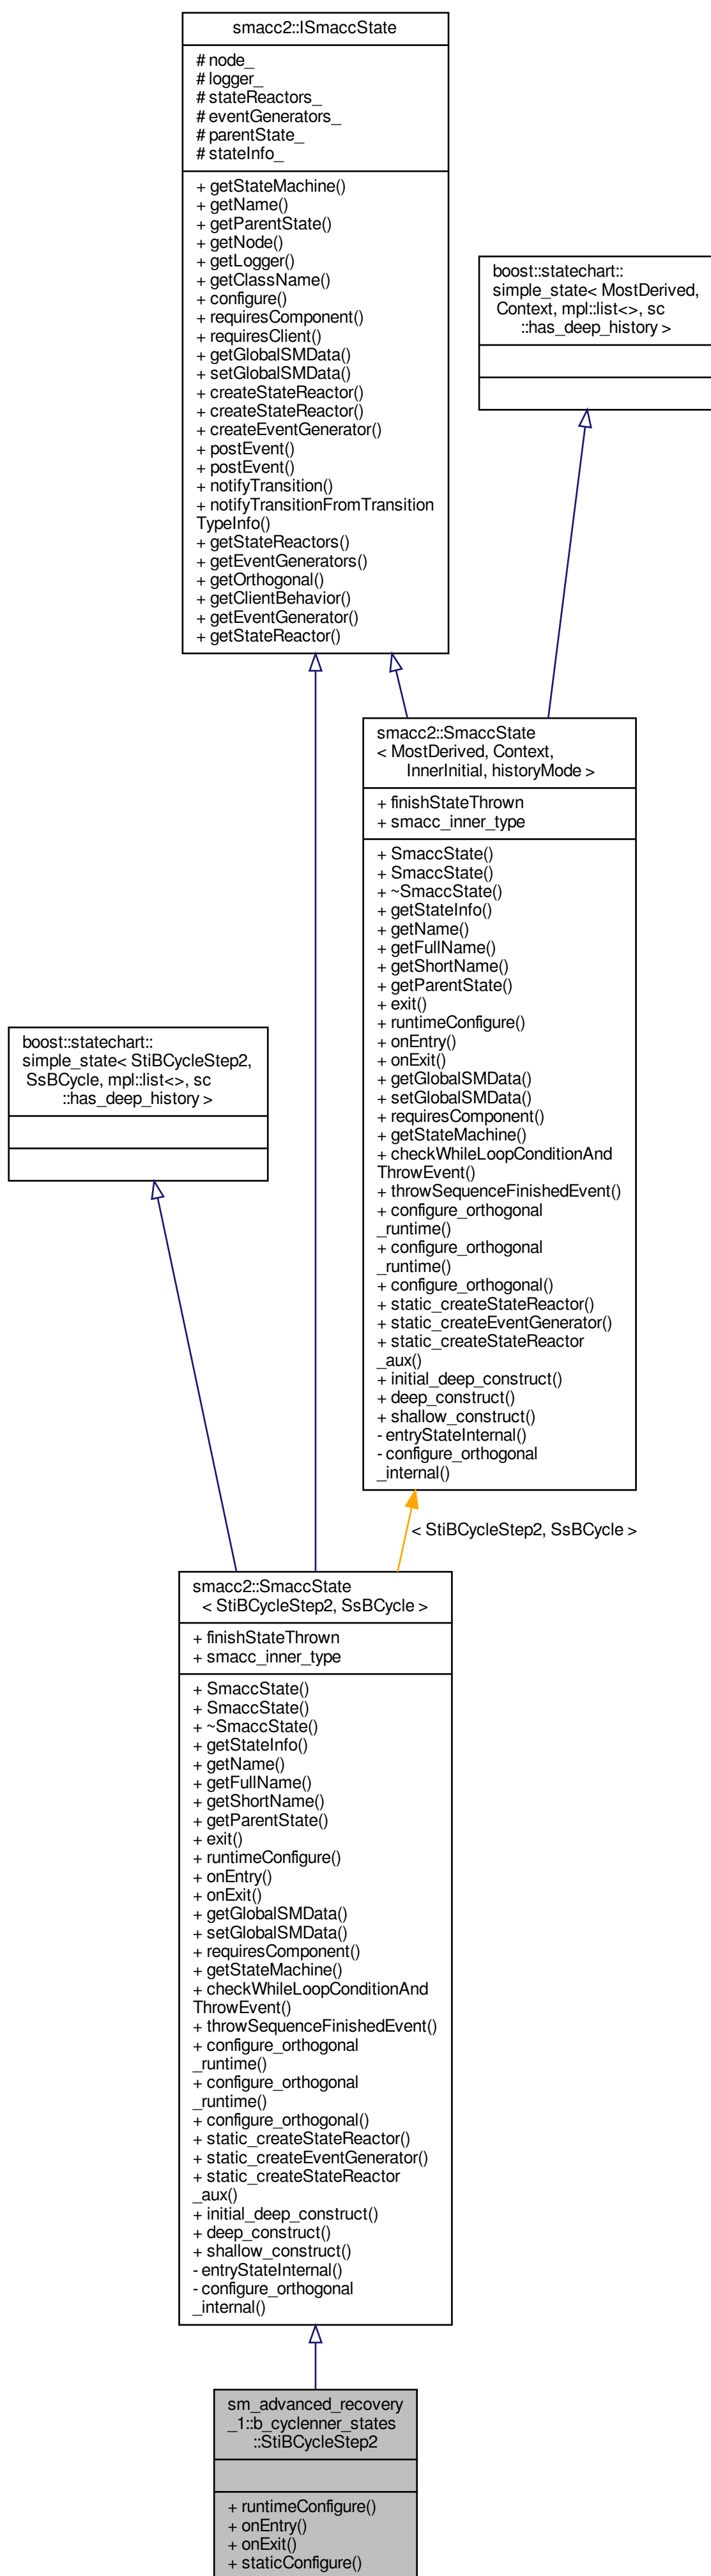 smacc2::ISmaccState
# node_
# logger_
# stateReactors_
# eventGenerators_
# parentState_
# stateInfo_
+ getStateMachine()
+ getName()
+ getParentState()
+ getNode()
+ getLogger()
+ getClassName()
+ configure()
+ requiresComponent()
+ requiresClient()
+ getGlobalSMData()
+ setGlobalSMData()
+ createStateReactor()
+ createStateReactor()
+ createEventGenerator()
+ postEvent()
+ postEvent()
+ notifyTransition()
+ notifyTransitionFromTransition
TypeInfo()
+ getStateReactors()
+ getEventGenerators()
+ getOrthogonal()
+ getClientBehavior()
+ getEventGenerator()
+ getStateReactor()
boost::statechart::
simple_state< MostDerived,
Context, mpl::list<>, sc
::has_deep_history >
smacc2::SmaccState
< MostDerived, Context,
InnerInitial, historyMode >
+ finishStateThrown
+ smacc_inner_type
+ SmaccState()
+ SmaccState()
+ ~SmaccState()
+ getStateInfo()
+ getName()
+ getFullName()
+ getShortName()
+ getParentState()
+ exit()
+ runtimeConfigure()
+ onEntry()
+ onExit()
+ getGlobalSMData()
+ setGlobalSMData()
+ requiresComponent()
+ getStateMachine()
+ checkWhileLoopConditionAnd
ThrowEvent()
+ throwSequenceFinishedEvent()
+ configure_orthogonal
_runtime()
+ configure_orthogonal
_runtime()
+ configure_orthogonal()
+ static_createStateReactor()
+ static_createEventGenerator()
+ static_createStateReactor
_aux()
+ initial_deep_construct()
+ deep_construct()
+ shallow_construct()
- entryStateInternal()
- configure_orthogonal
_internal()
boost::statechart::
simple_state< StiBCycleStep2,
SsBCycle, mpl::list<>, sc
::has_deep_history >
< StiBCycleStep2, SsBCycle >
smacc2::SmaccState
< StiBCycleStep2, SsBCycle >
+ finishStateThrown
+ smacc_inner_type
+ SmaccState()
+ SmaccState()
+ ~SmaccState()
+ getStateInfo()
+ getName()
+ getFullName()
+ getShortName()
+ getParentState()
+ exit()
+ runtimeConfigure()
+ onEntry()
+ onExit()
+ getGlobalSMData()
+ setGlobalSMData()
+ requiresComponent()
+ getStateMachine()
+ checkWhileLoopConditionAnd
ThrowEvent()
+ throwSequenceFinishedEvent()
+ configure_orthogonal
_runtime()
+ configure_orthogonal
_runtime()
+ configure_orthogonal()
+ static_createStateReactor()
+ static_createEventGenerator()
+ static_createStateReactor
_aux()
+ initial_deep_construct()
+ deep_construct()
+ shallow_construct()
- entryStateInternal()
- configure_orthogonal
_internal()
sm_advanced_recovery
_1::b_cyclenner_states
::StiBCycleStep2
+ runtimeConfigure()
+ onEntry()
+ onExit()
+ staticConfigure()